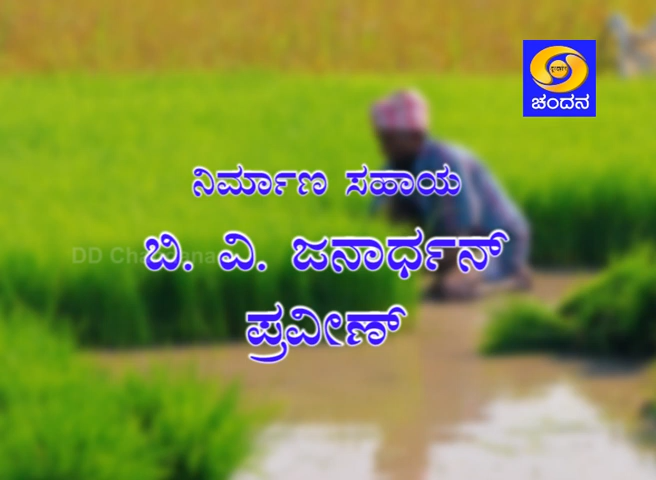 ಚಂದನ
ನಿರ್ಮಾಣ ಸಹಾಯ
ಬಿ. ವಿ. ಜನಾರ್ಧನ್
DD Chandana
ಪ್ರವೀಣ್